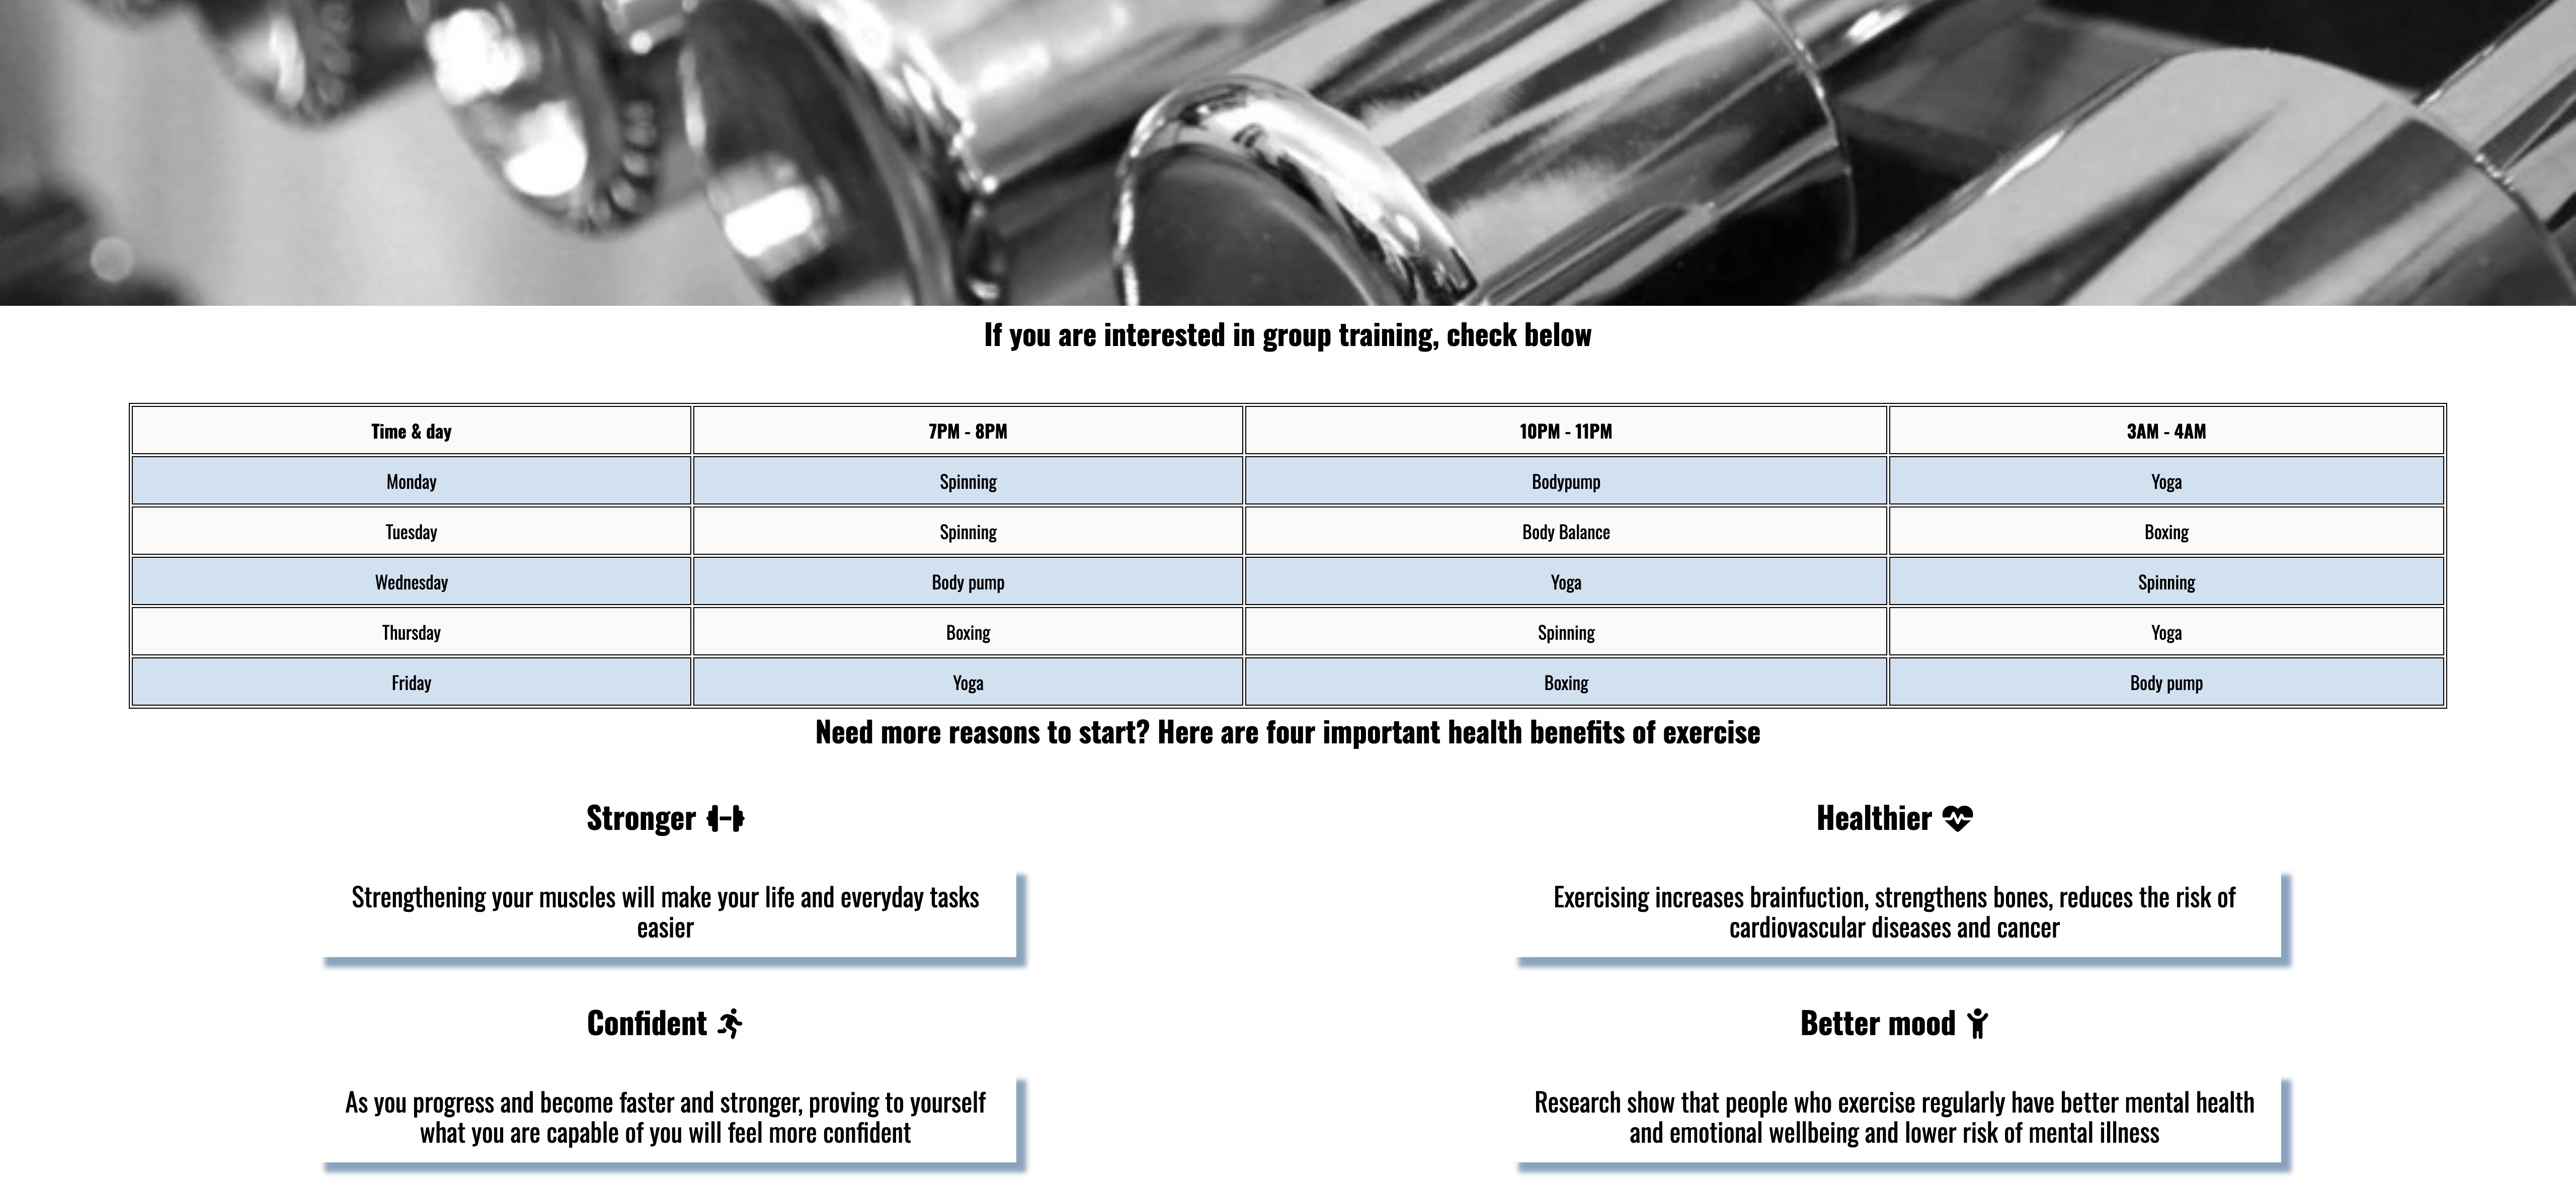 If you are interested in group training, check below
Time & day 7PM - 8PM 10PM - 11PM 3AM - 4AM
Monday Spinning Bodypump Yoga
Tuesday Spinning Body Balance Boxing
Wednesday Body pump Yoga Spinning
Thursday Boxing Spinning Yoga
Friday Yoga Boxing Body pump
Need more reasons to start? Here are four important health benefits of exercise
Stronger
Strengthening your muscles will make your life and everyday tasks
easier
Healthier
Exercising increases brainfuction, strengthens bones, reduces the risk of
cardiovascular diseases and cancer
Confident
As you progress and become faster and stronger, proving to yourself
what you are capable of you will feel more confident
Better mood
Research show that people who exercise regularly have better mental health
and emotional wellbeing and lower risk of mental illness